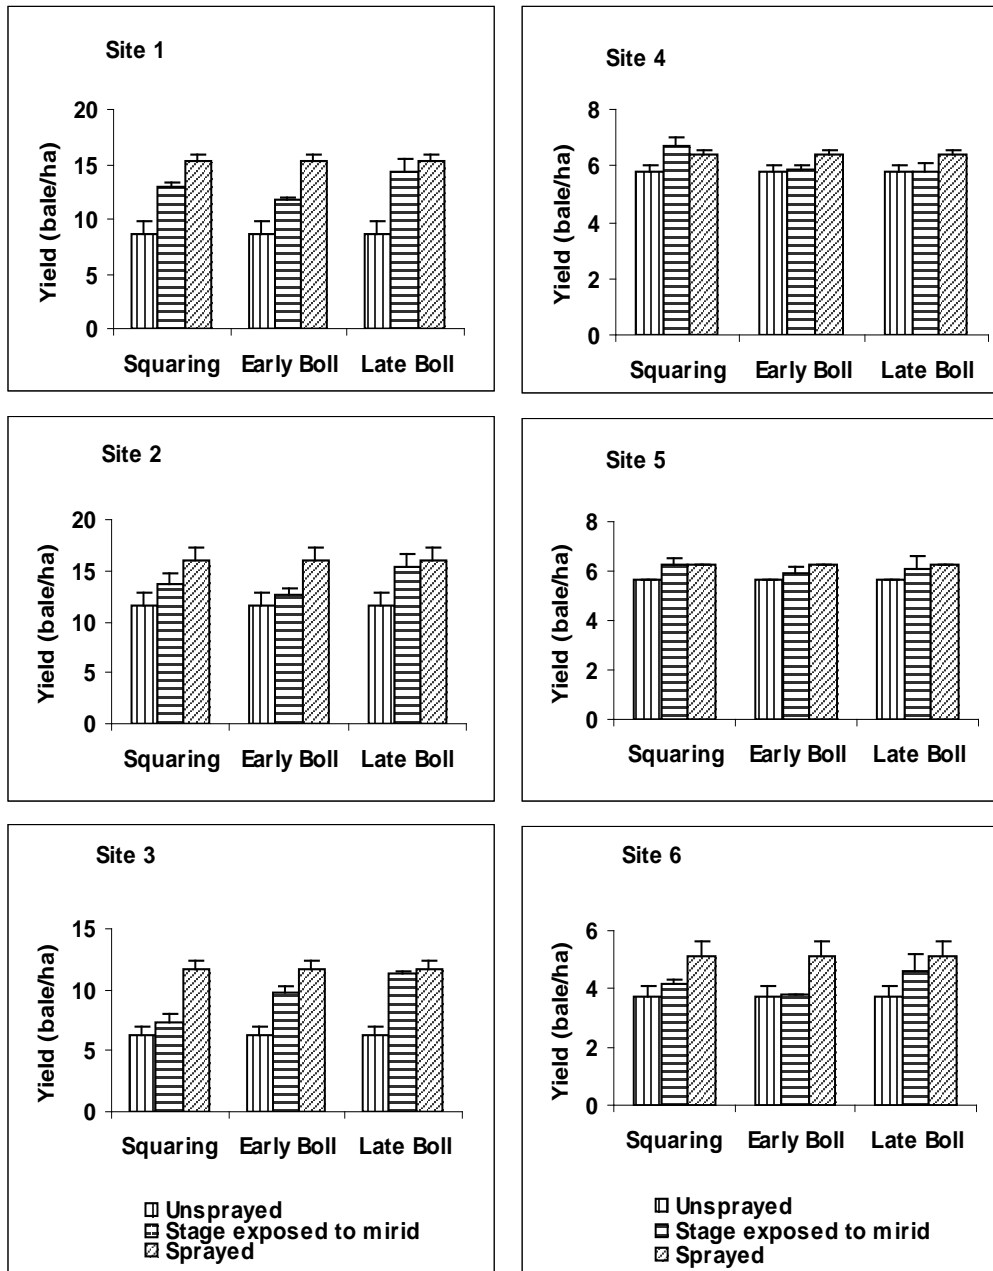 Site 1
Yield (bale/ha)
20
15
10
5
0
Squaring Early Boll Late Boll
Site 4
Yield (bale/ha)
8
6
4
2
0
Squaring Early Boll Late Boll
Site 2
Yield (bale/ha)
20
15
10
5
0
Squaring Early Boll Late Boll
Site 5
Yield (bale/ha)
8
6
4
2
0
Squaring Early Boll Late Boll
Site 3
Yield (bale/ha)
15
10
5
0
Squaring Early Boll Late Boll
Unsprayed
Stage exposed to mirid
Sprayed
Site 6
Yield (bale/ha)
6
4
2
0
Squaring Early Boll Late Boll
Unsprayed
Stage exposed to mirid
Sprayed